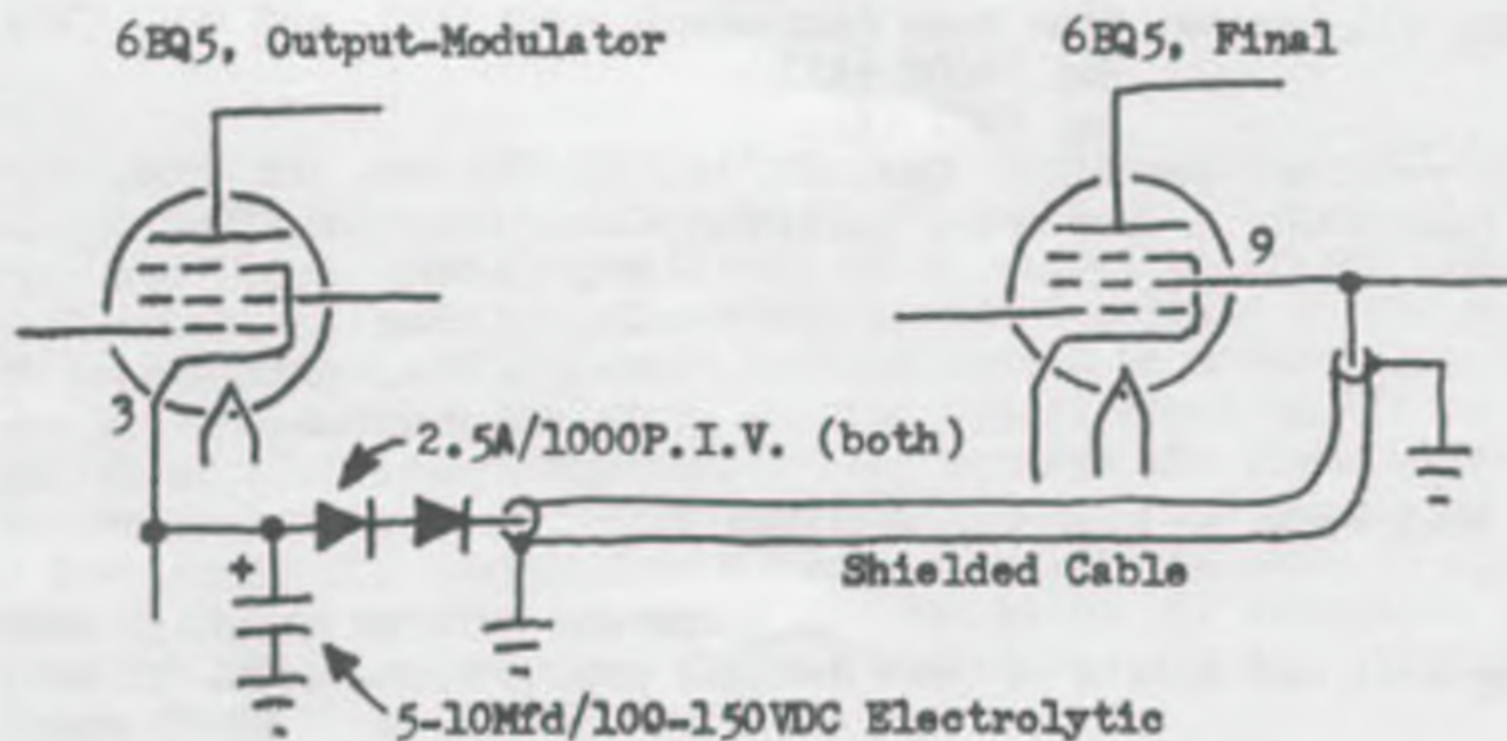 6BQ5, Output-Modulator
6BQ5, Final
9
3
2.5A/1000P.I.V. (both)
+
Shielded Cable
5-10Mfd/100-150VDC Electrolytic